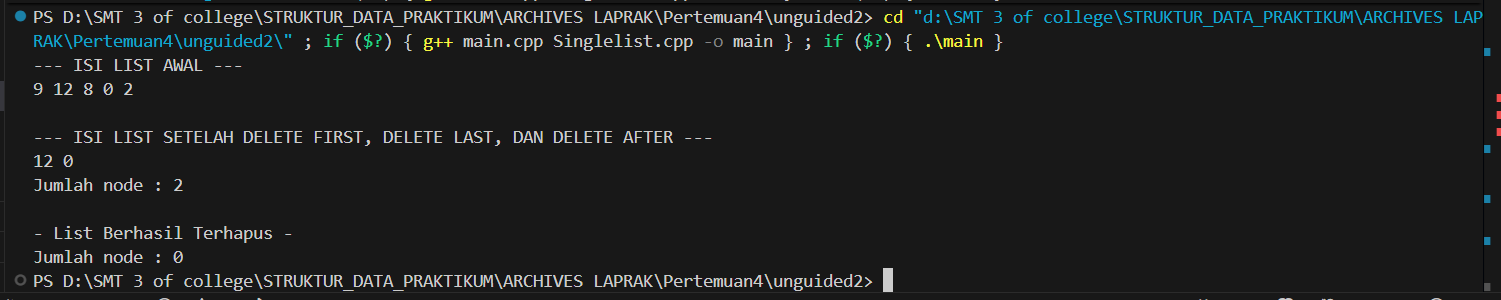 PS D:\SMT 3 of college\STRUKTUR_DATA_PRAKTIKUM\ARCHIVES LAPRAK\Pertemuan4\unguided2> cd "d:\SMT 3 of college\STRUKTUR_DATA_PRAKTIKUM\ARCHIVES LAP
RAK\Pertemuan4\unguided2\" ; if ($?) { g++ main.cpp Singlelist.cpp -o main } ; if ($?) { .\main }
--- ISI LIST AWAL ---
9 12 8 0 2
--- ISI LIST SETELAH DELETE FIRST, DELETE LAST, DAN DELETE AFTER ---
12 0
Jumlah node : 2
- List Berhasil Terhapus -
Jumlah node : 0
PS D:\SMT 3 of college\STRUKTUR_DATA_PRAKTIKUM\ARCHIVES LAPRAK\Pertemuan4\unguided2>